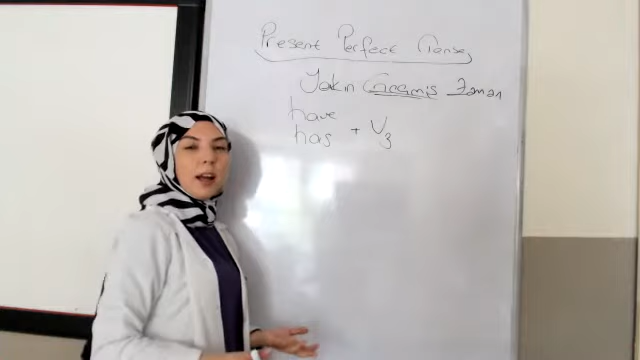 Present Perfect Tense
Yakın Geçmiş Zaman
have
has + V3